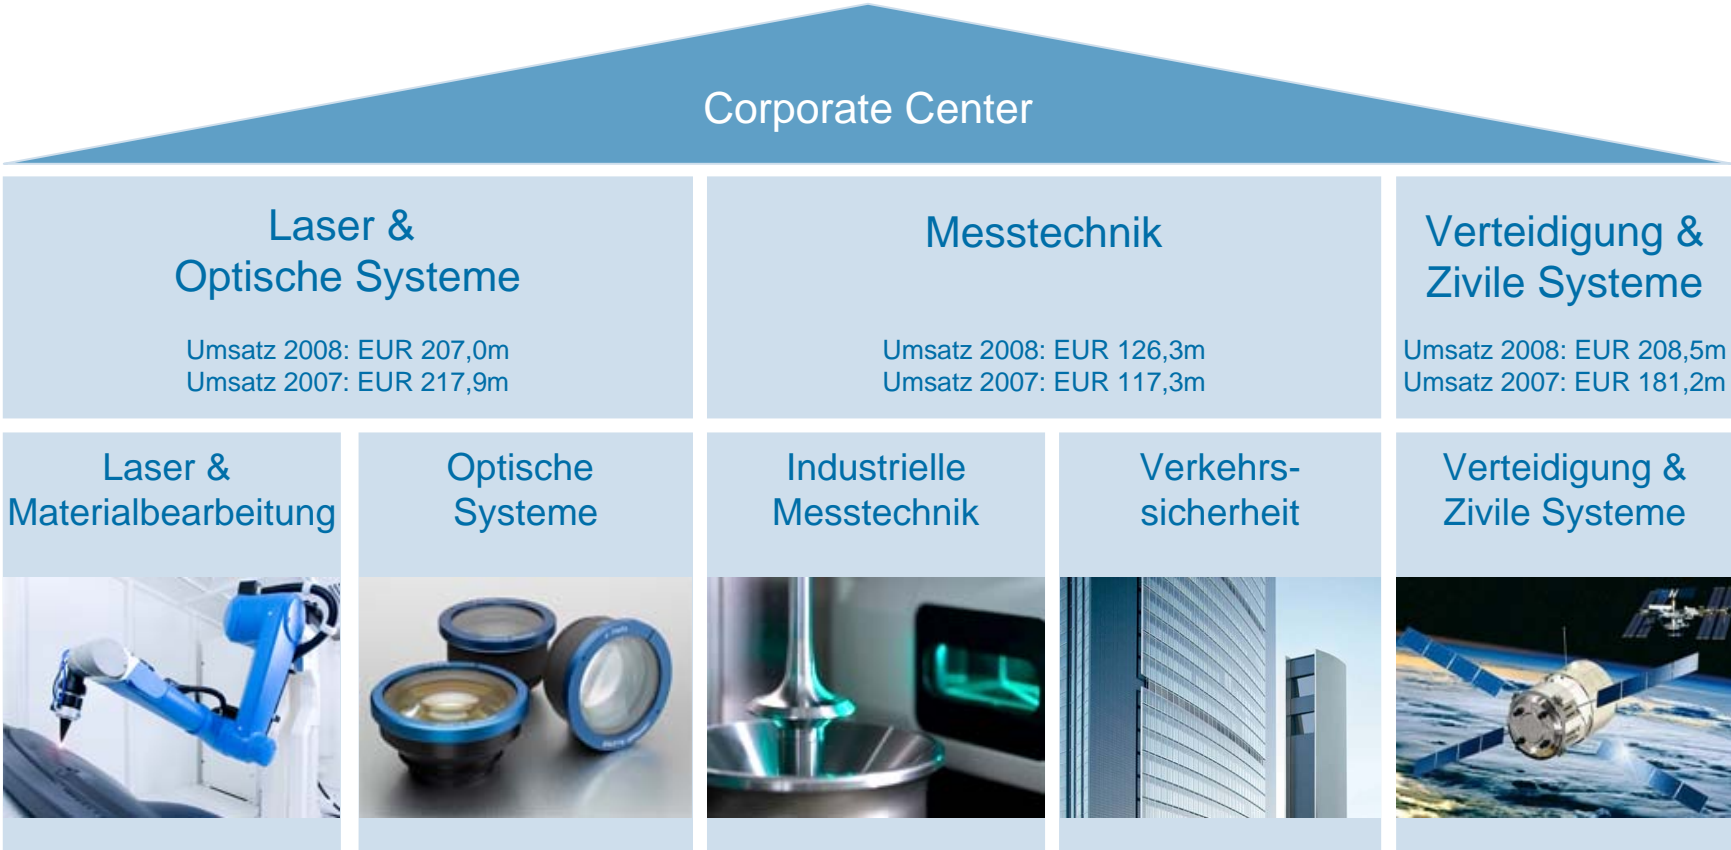 Corporate Center
Laser &
Optische Systeme
Umsatz 2008: EUR 207,0m
Umsatz 2007: EUR 217,9m
Messtechnik
Umsatz 2008: EUR 126,3m
Umsatz 2007: EUR 117,3m
Verteidigung &
Zivile Systeme
Umsatz 2008: EUR 208,5m
Umsatz 2007: EUR 181,2m
Laser &
Materialbearbeitung
Optische
Systeme
Industrielle
Messtechnik
Verkehrs-
sicherheit
Verteidigung &
Zivile Systeme